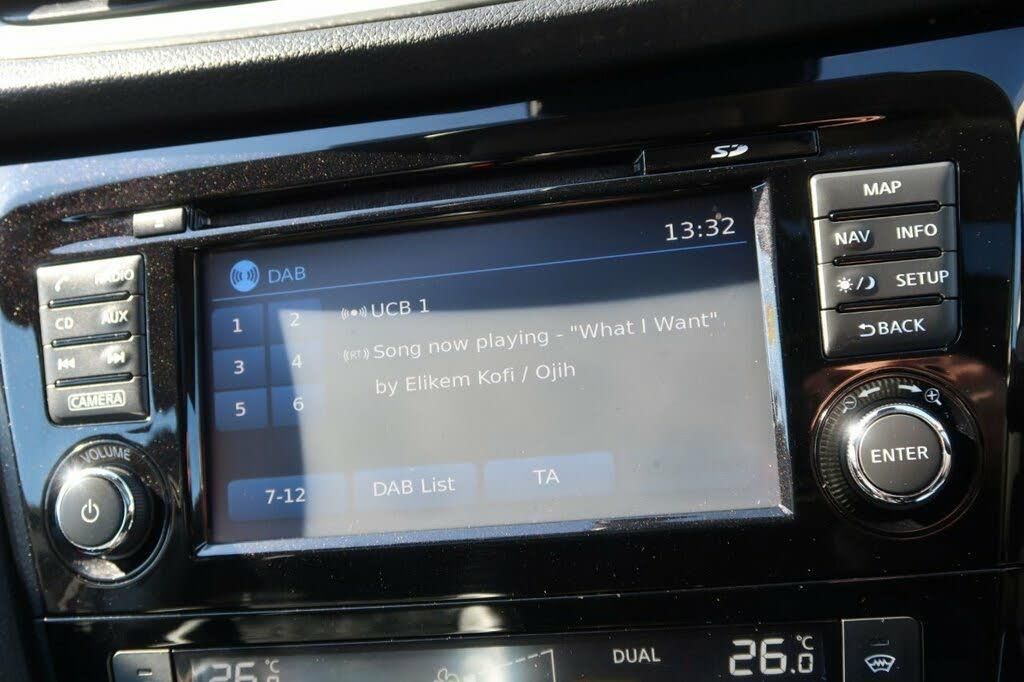 SD
MAP
NAV INFO
SETUP
BACK
RADIO
CD AUX
CAMERA
VOLUME
DAB
13:32
1 2
3 4
5 6
UCB 1
(RT) Song now playing - "What I Want"
by Elikem Kofi / Ojih
7-12 DAB List TA
ENTER
26 °C
DUAL
26.0 °C